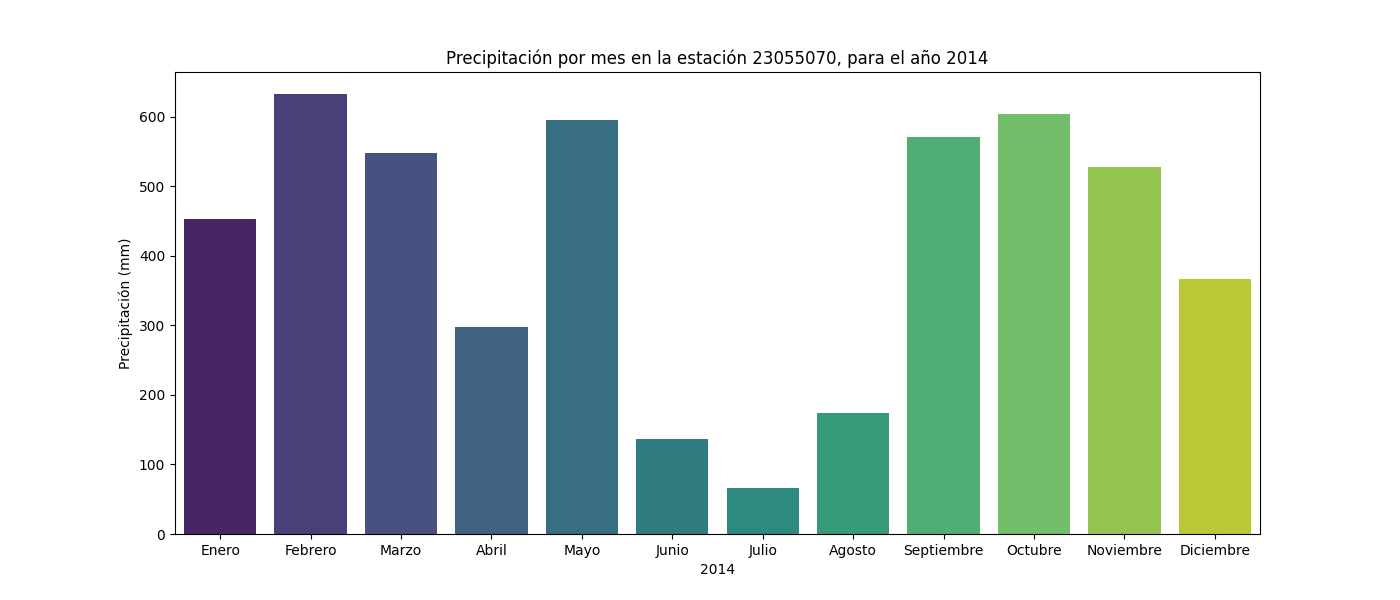 Precipitación por mes en la estación 23055070, para el año 2014
Precipitación (mm)
600
500
400
300
200
100
0
Enero Febrero Marzo Abril Mayo Junio Julio Agosto Septiembre Octubre Noviembre Diciembre
2014